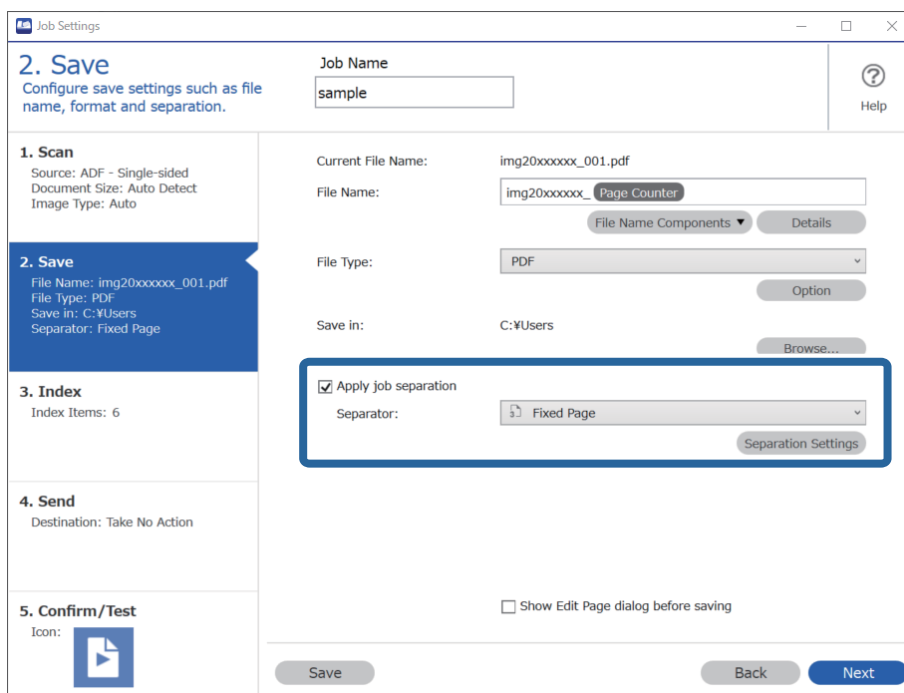 Job Settings
2. Save
Configure save settings such as file
name, format and separation.
Job Name
sample
Help
1. Scan
Source: ADF - Single-sided
Document Size: Auto Detect
Image Type: Auto
2. Save
File Name: img20xxxxxx_001.pdf
File Type: PDF
Save in: C:¥Users
Separator: Fixed Page
3. Index
Index Items: 6
4. Send
Destination: Take No Action
5. Confirm/Test
Icon:
Current File Name: img20xxxxxx_001.pdf
File Name: img20xxxxxx_ Page Counter
File Name Components ▼ Details
File Type: PDF
Option
Save in: C:¥Users
Browse...
Apply job separation
Separator: Fixed Page
Separation Settings
Show Edit Page dialog before saving
Save Back Next